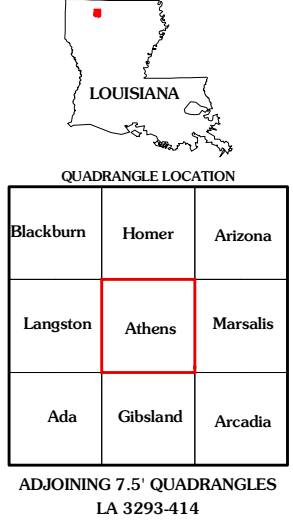 LOUISIANA
QUADRANGLE LOCATION
Blackburn Homer Arizona
Langston Athens Marsalis
Ada Gibsland Arcadia
ADJOINING 7.5' QUADRANGLES
LA 3293-414